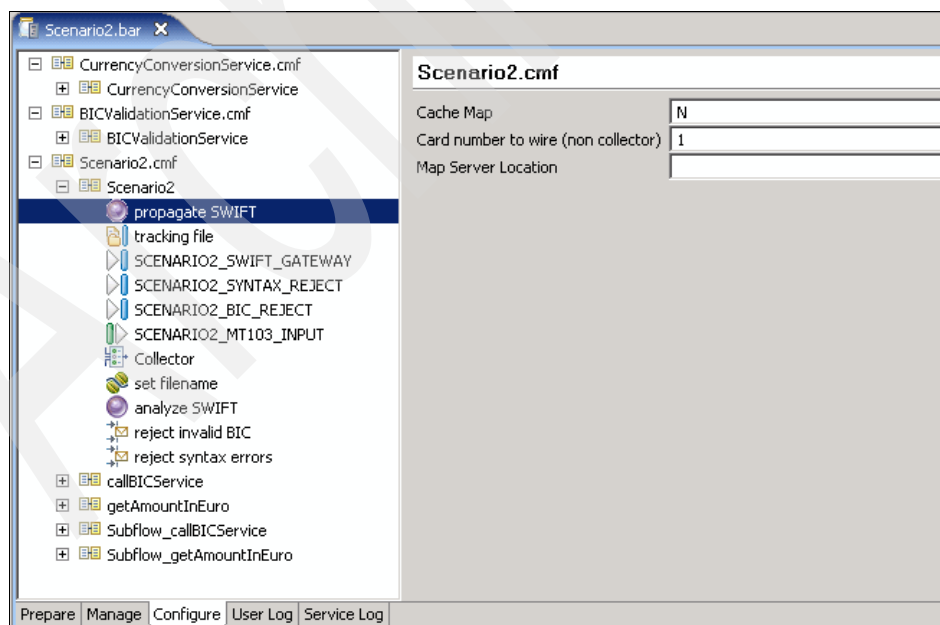 Scenario2.bar
CurrencyConversionService.cmf
CurrencyConversionService
BICValidationService.cmf
BICValidationService
Scenario2.cmf
Scenario2
propagate SWIFT
tracking file
SCENARIO2_SWIFT_GATEWAY
SCENARIO2_SYNTAX_REJECT
SCENARIO2_BIC_REJECT
SCENARIO2_MT103_INPUT
Collector
set filename
analyze SWIFT
reject invalid BIC
reject syntax errors
callBICService
getAmountInEuro
Subflow_callBICService
Subflow_getAmountInEuro
Scenario2.cmf
Cache Map N
Card number to wire (non collector) 1
Map Server Location
Prepare Manage Configure User Log Service Log